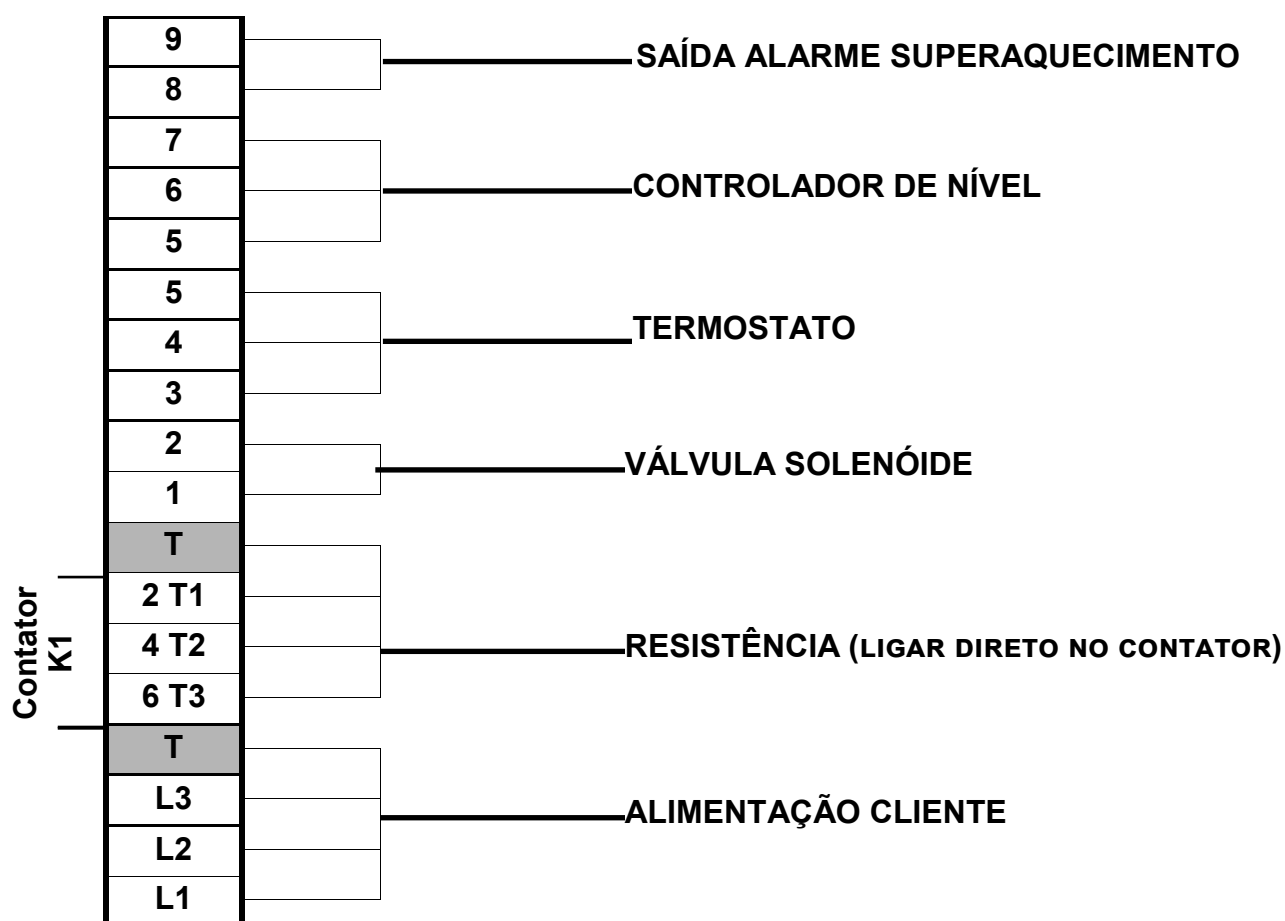 9
SAÍDA ALARME SUPERAQUECIMENTO
8
7
6
CONTROLADOR DE NÍVEL
5
5
TERMOSTATO
4
3
2
VÁLVULA SOLENÓIDE
1
T
Contator
K1
2 T1
4 T2
RESISTÊNCIA (LIGAR DIRETO NO CONTATOR)
6 T3
T
L3
ALIMENTAÇÃO CLIENTE
L2
L1